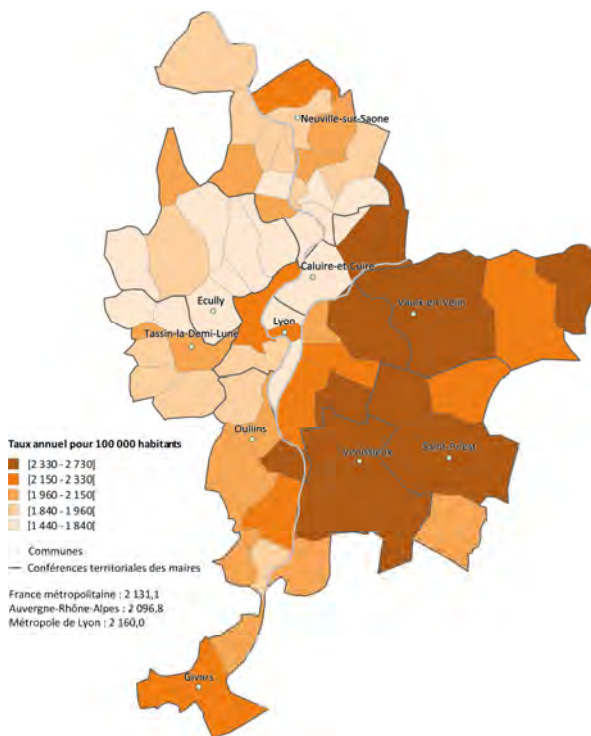 Neuville-sur-Saone
Caluire-et-Cuire
Ecully
Vaulx-en-Velin
Lyon
Tassin-la-Demi-Lune
Oullins
Vénissieux
Saint-Priest
Givors
Taux annuel pour 100 000 habitants
[2 330 - 2 730[
[2 150 - 2 330[
[1 960 - 2 150[
[1 840 - 1 960[
[1 440 - 1 840[
Communes
Conférences territoriales des maires
France métropolitaine : 2 131,1
Auvergne-Rhône-Alpes : 2 096,8
Métropole de Lyon : 2 160,0